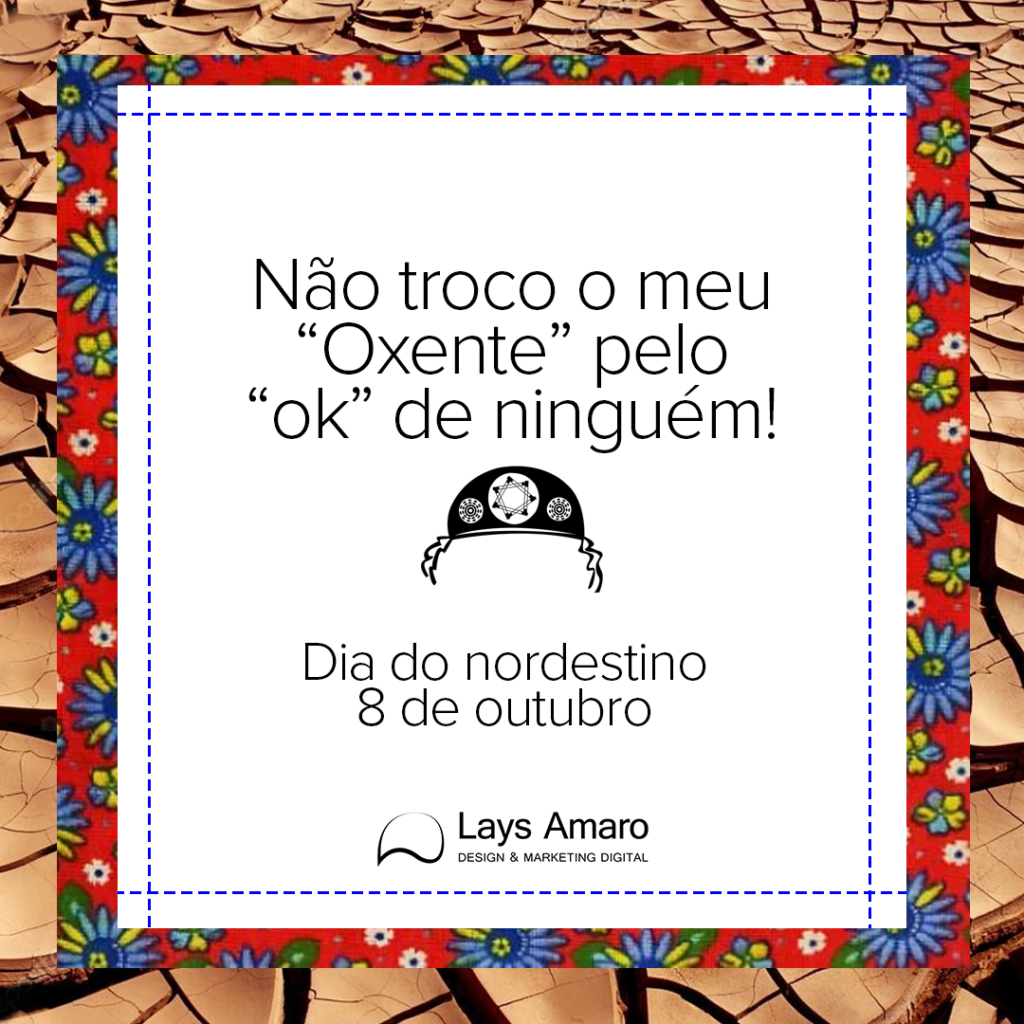 Não troco o meu
“Oxente” pelo
“ok” de ninguém!
Dia do nordestino
8 de outubro
Lays Amaro
DESIGN & MARKETING DIGITAL